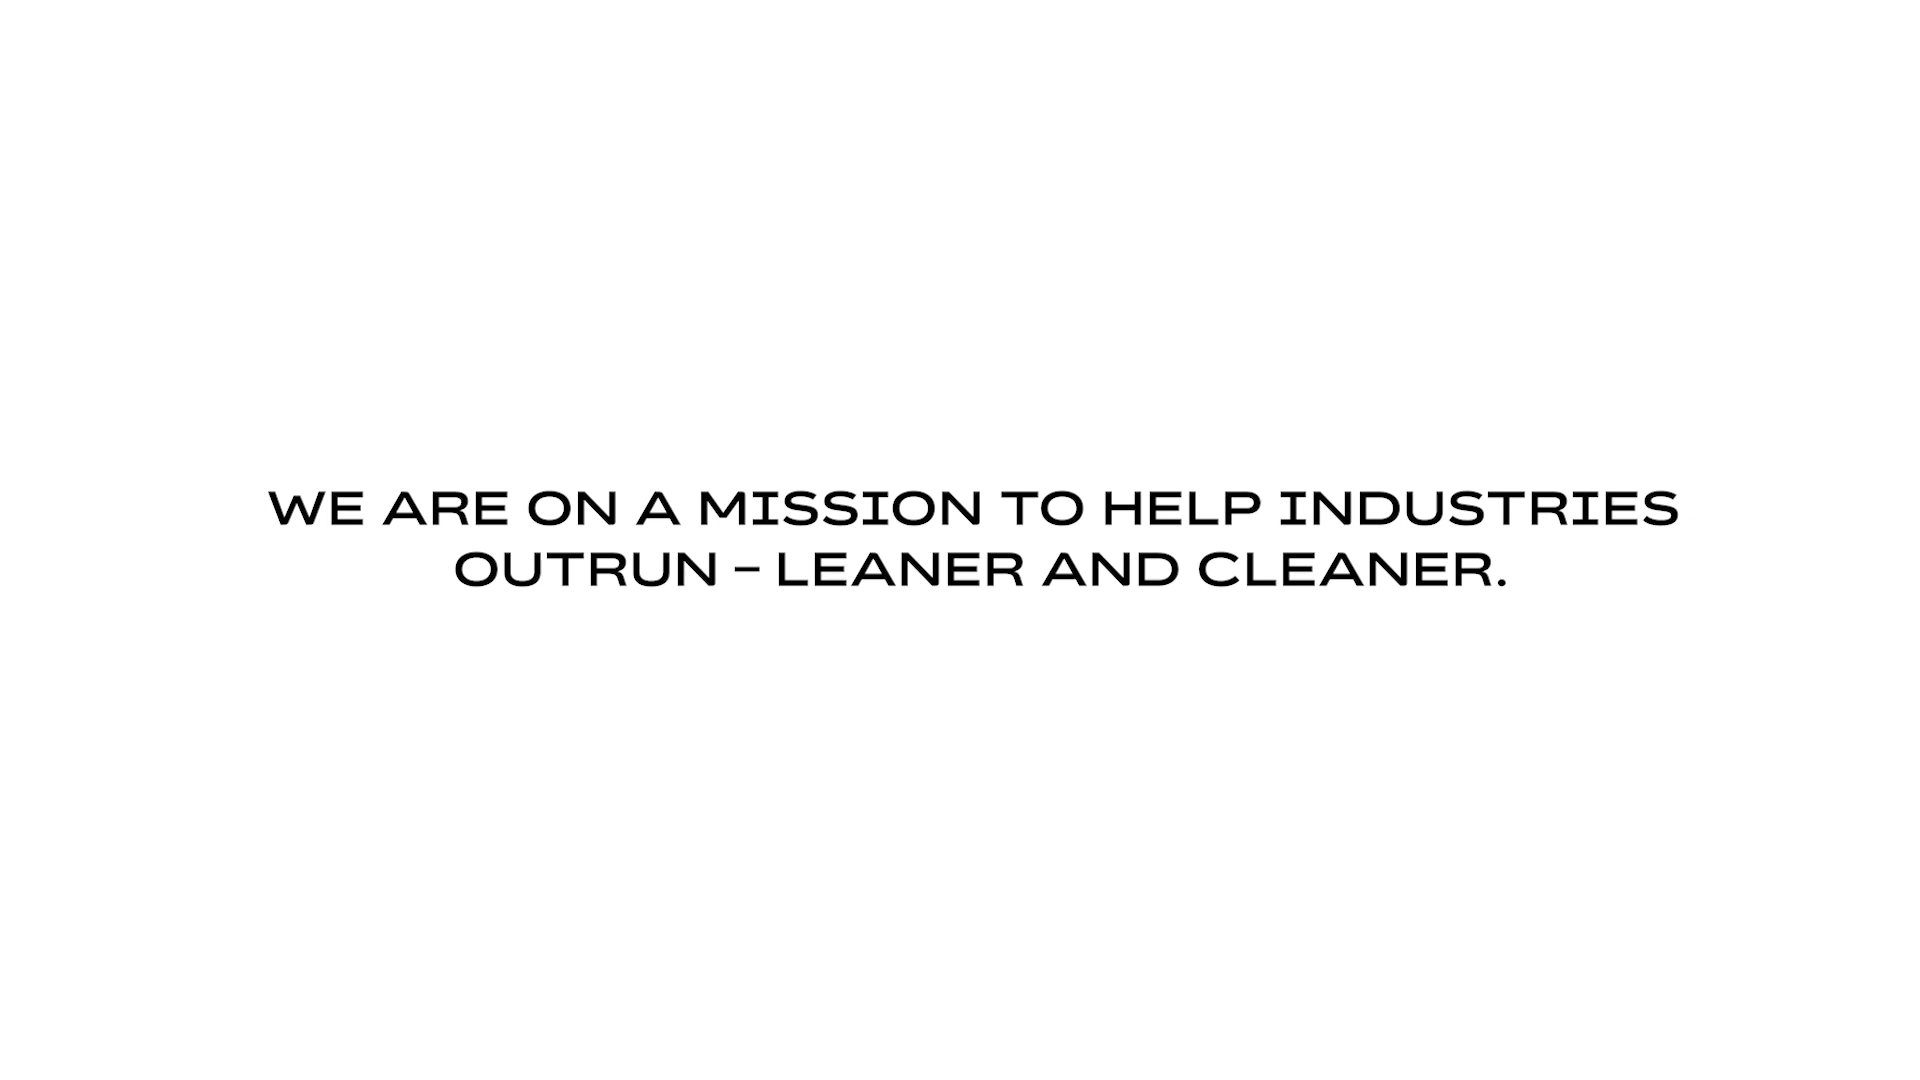 WE ARE ON A MISSION TO HELP INDUSTRIES
OUTRUN – LEANER AND CLEANER.